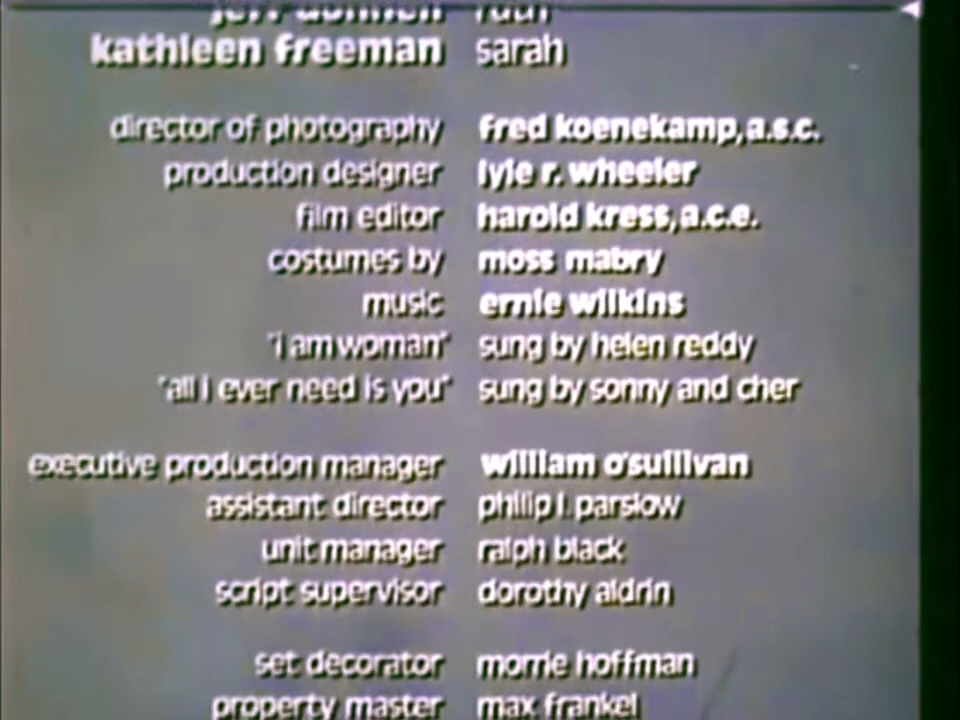 kathleen freeman sarah
director of photography fred koenekamp, a.s.c.
production designer lyle r. wheeler
film editor harold kress, a.c.e.
costumes by moss mabry
music ernie wilkins
"i am woman" sung by helen reddy
"all i ever need is you" sung by sonny and cher
executive production manager william o'sullivan
assistant director philip l. parslow
unit manager ralph black
script supervisor dorothy aldrin
set decorator morrie hoffman
property master max frankel